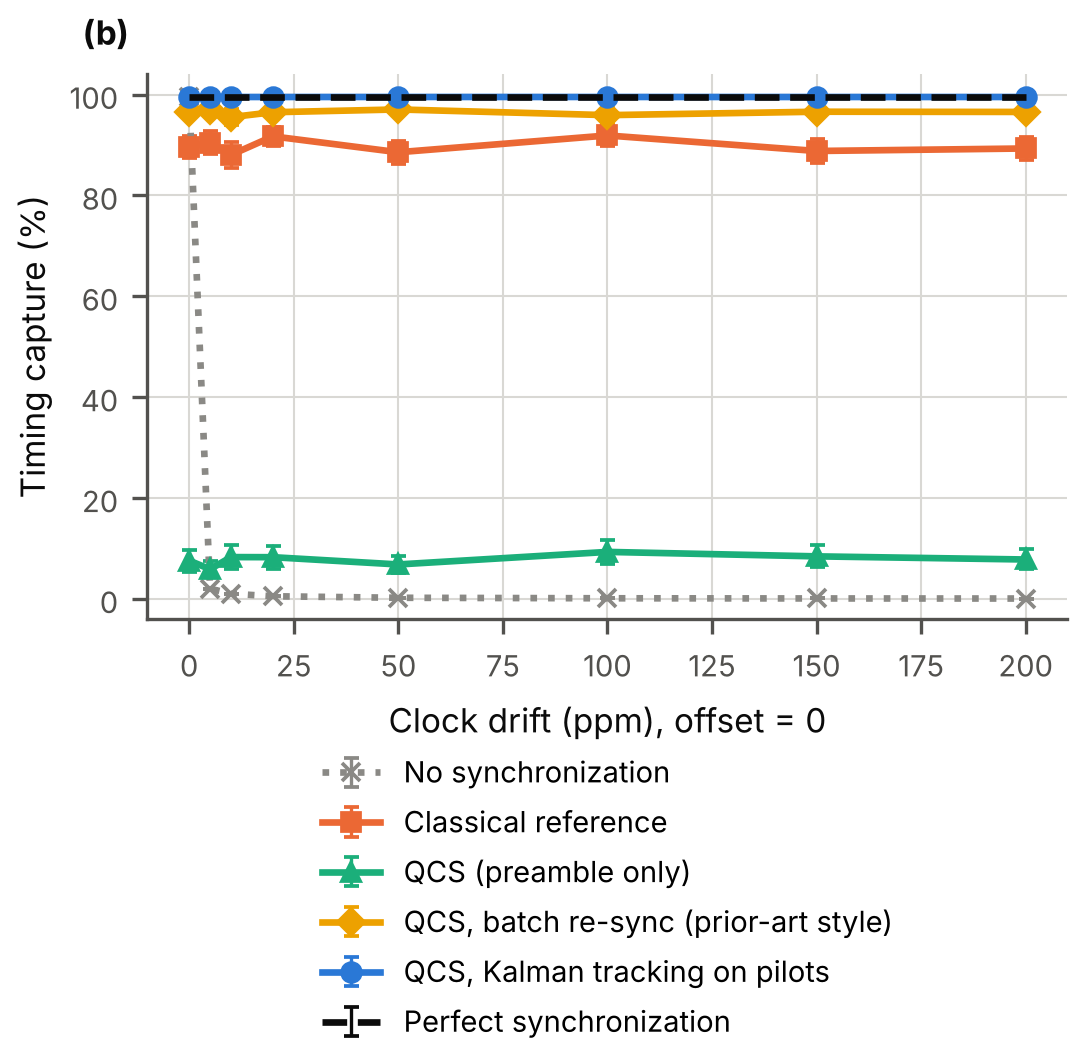 (b)
100
80
60
40
20
0
Timing capture (%)
0 25 50 75 100 125 150 175 200
Clock drift (ppm), offset = 0
No synchronization
Classical reference
QCS (preamble only)
QCS, batch re-sync (prior-art style)
QCS, Kalman tracking on pilots
Perfect synchronization